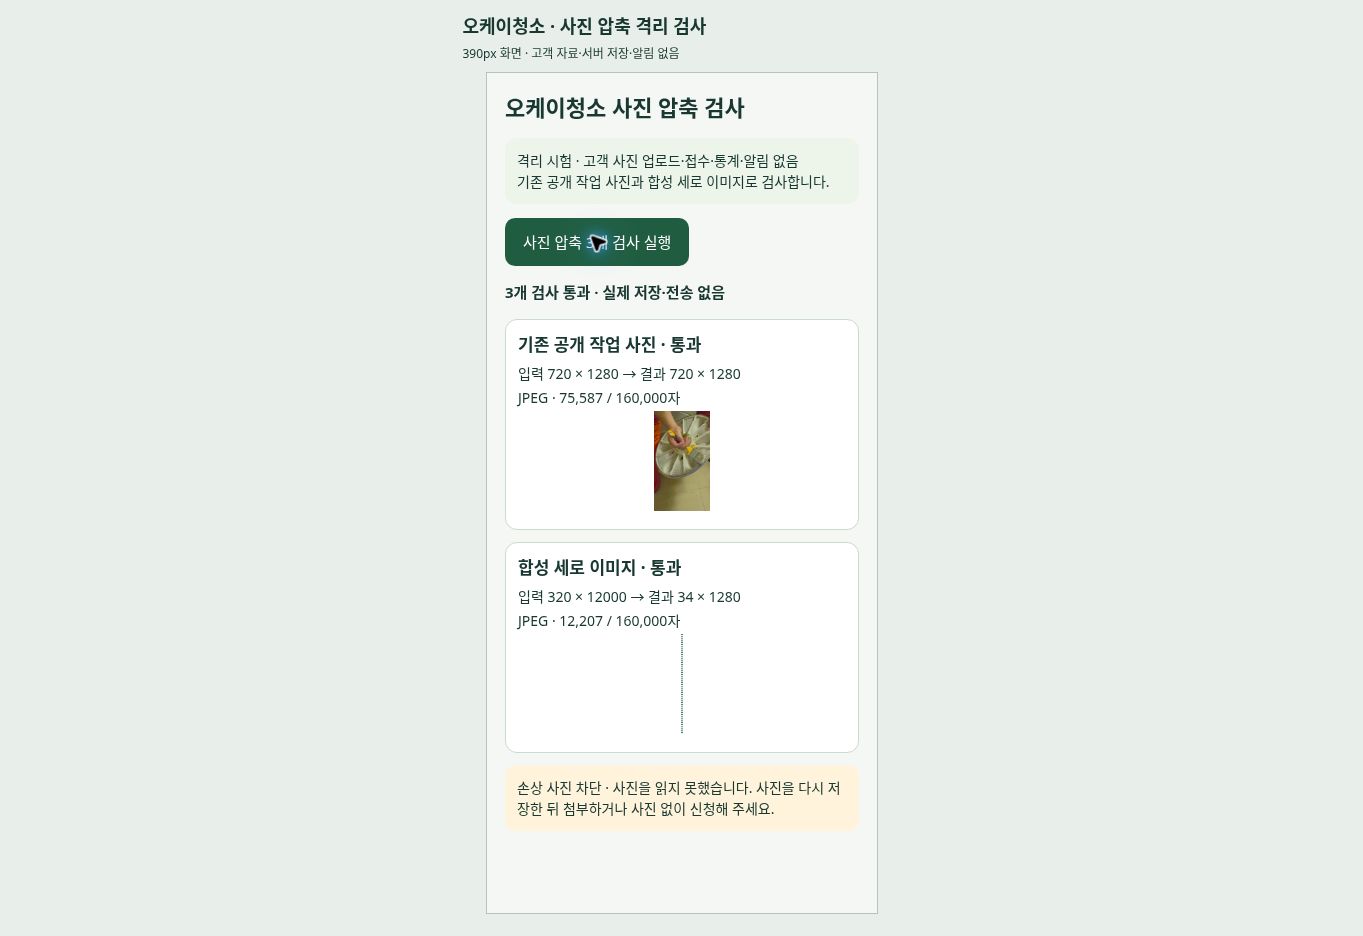 오케이청소 · 사진 압축 격리 검사
390px 화면 · 고객 자료·서버 저장·알림 없음
오케이청소 사진 압축 검사
격리 시험 · 고객 사진 업로드·접수·통계·알림 없음
기존 공개 작업 사진과 합성 세로 이미지로 검사합니다.
사진 압축 3개 검사 실행
3개 검사 통과 · 실제 저장·전송 없음
기존 공개 작업 사진 · 통과
입력 720 × 1280 → 결과 720 × 1280
JPEG · 75,587 / 160,000자
합성 세로 이미지 · 통과
입력 320 × 12000 → 결과 34 × 1280
JPEG · 12,207 / 160,000자
손상 사진 차단 · 사진을 읽지 못했습니다. 사진을 다시 저
장한 뒤 첨부하거나 사진 없이 신청해 주세요.